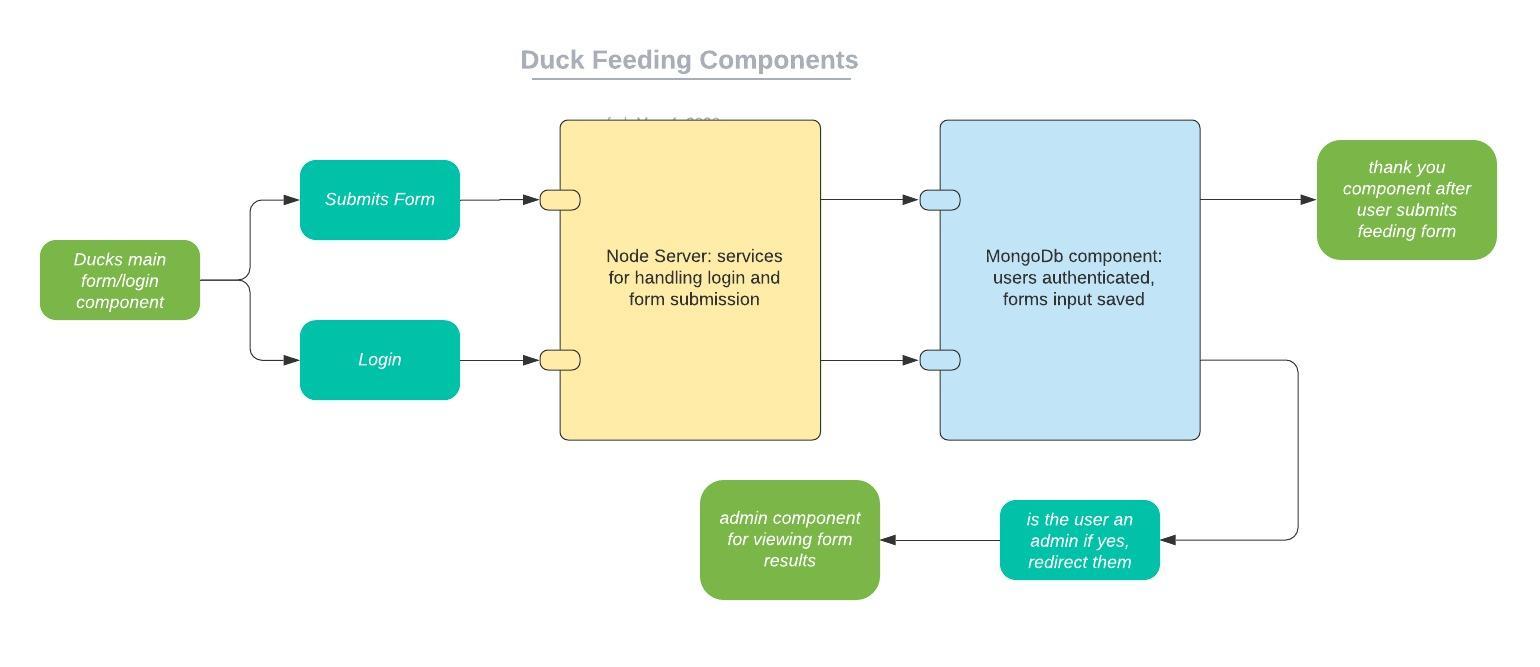 Duck Feeding Components
Ducks main
form/login
component
Submits Form
Login
Node Server: services
for handling login and
form submission
MongoDb component:
users authenticated,
forms input saved
thank you
component after
user submits
feeding form
is the user an
admin if yes,
redirect them
admin component
for viewing form
results